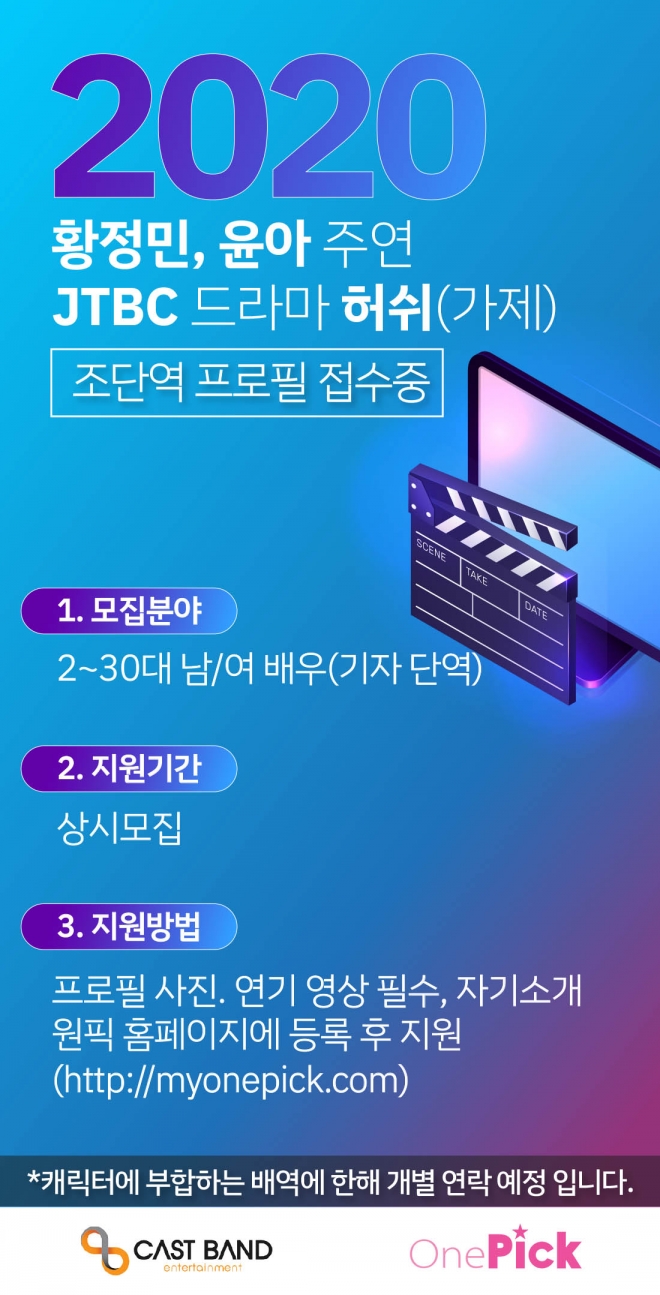 2020
황정민, 윤아 주연
JTBC 드라마 허쉬(가제)
조단역 프로필 접수중
SCENE
TAKE
DATE
1. 모집분야
2~30대 남/여 배우(기자 단역)
2. 지원기간
상시모집
3. 지원방법
프로필 사진. 연기 영상 필수, 자기소개
원픽 홈페이지에 등록 후 지원
(http://myonepick.com)
*캐릭터에 부합하는 배역에 한해 개별 연락 예정 입니다.
CAST BAND
entertainment
OnePick